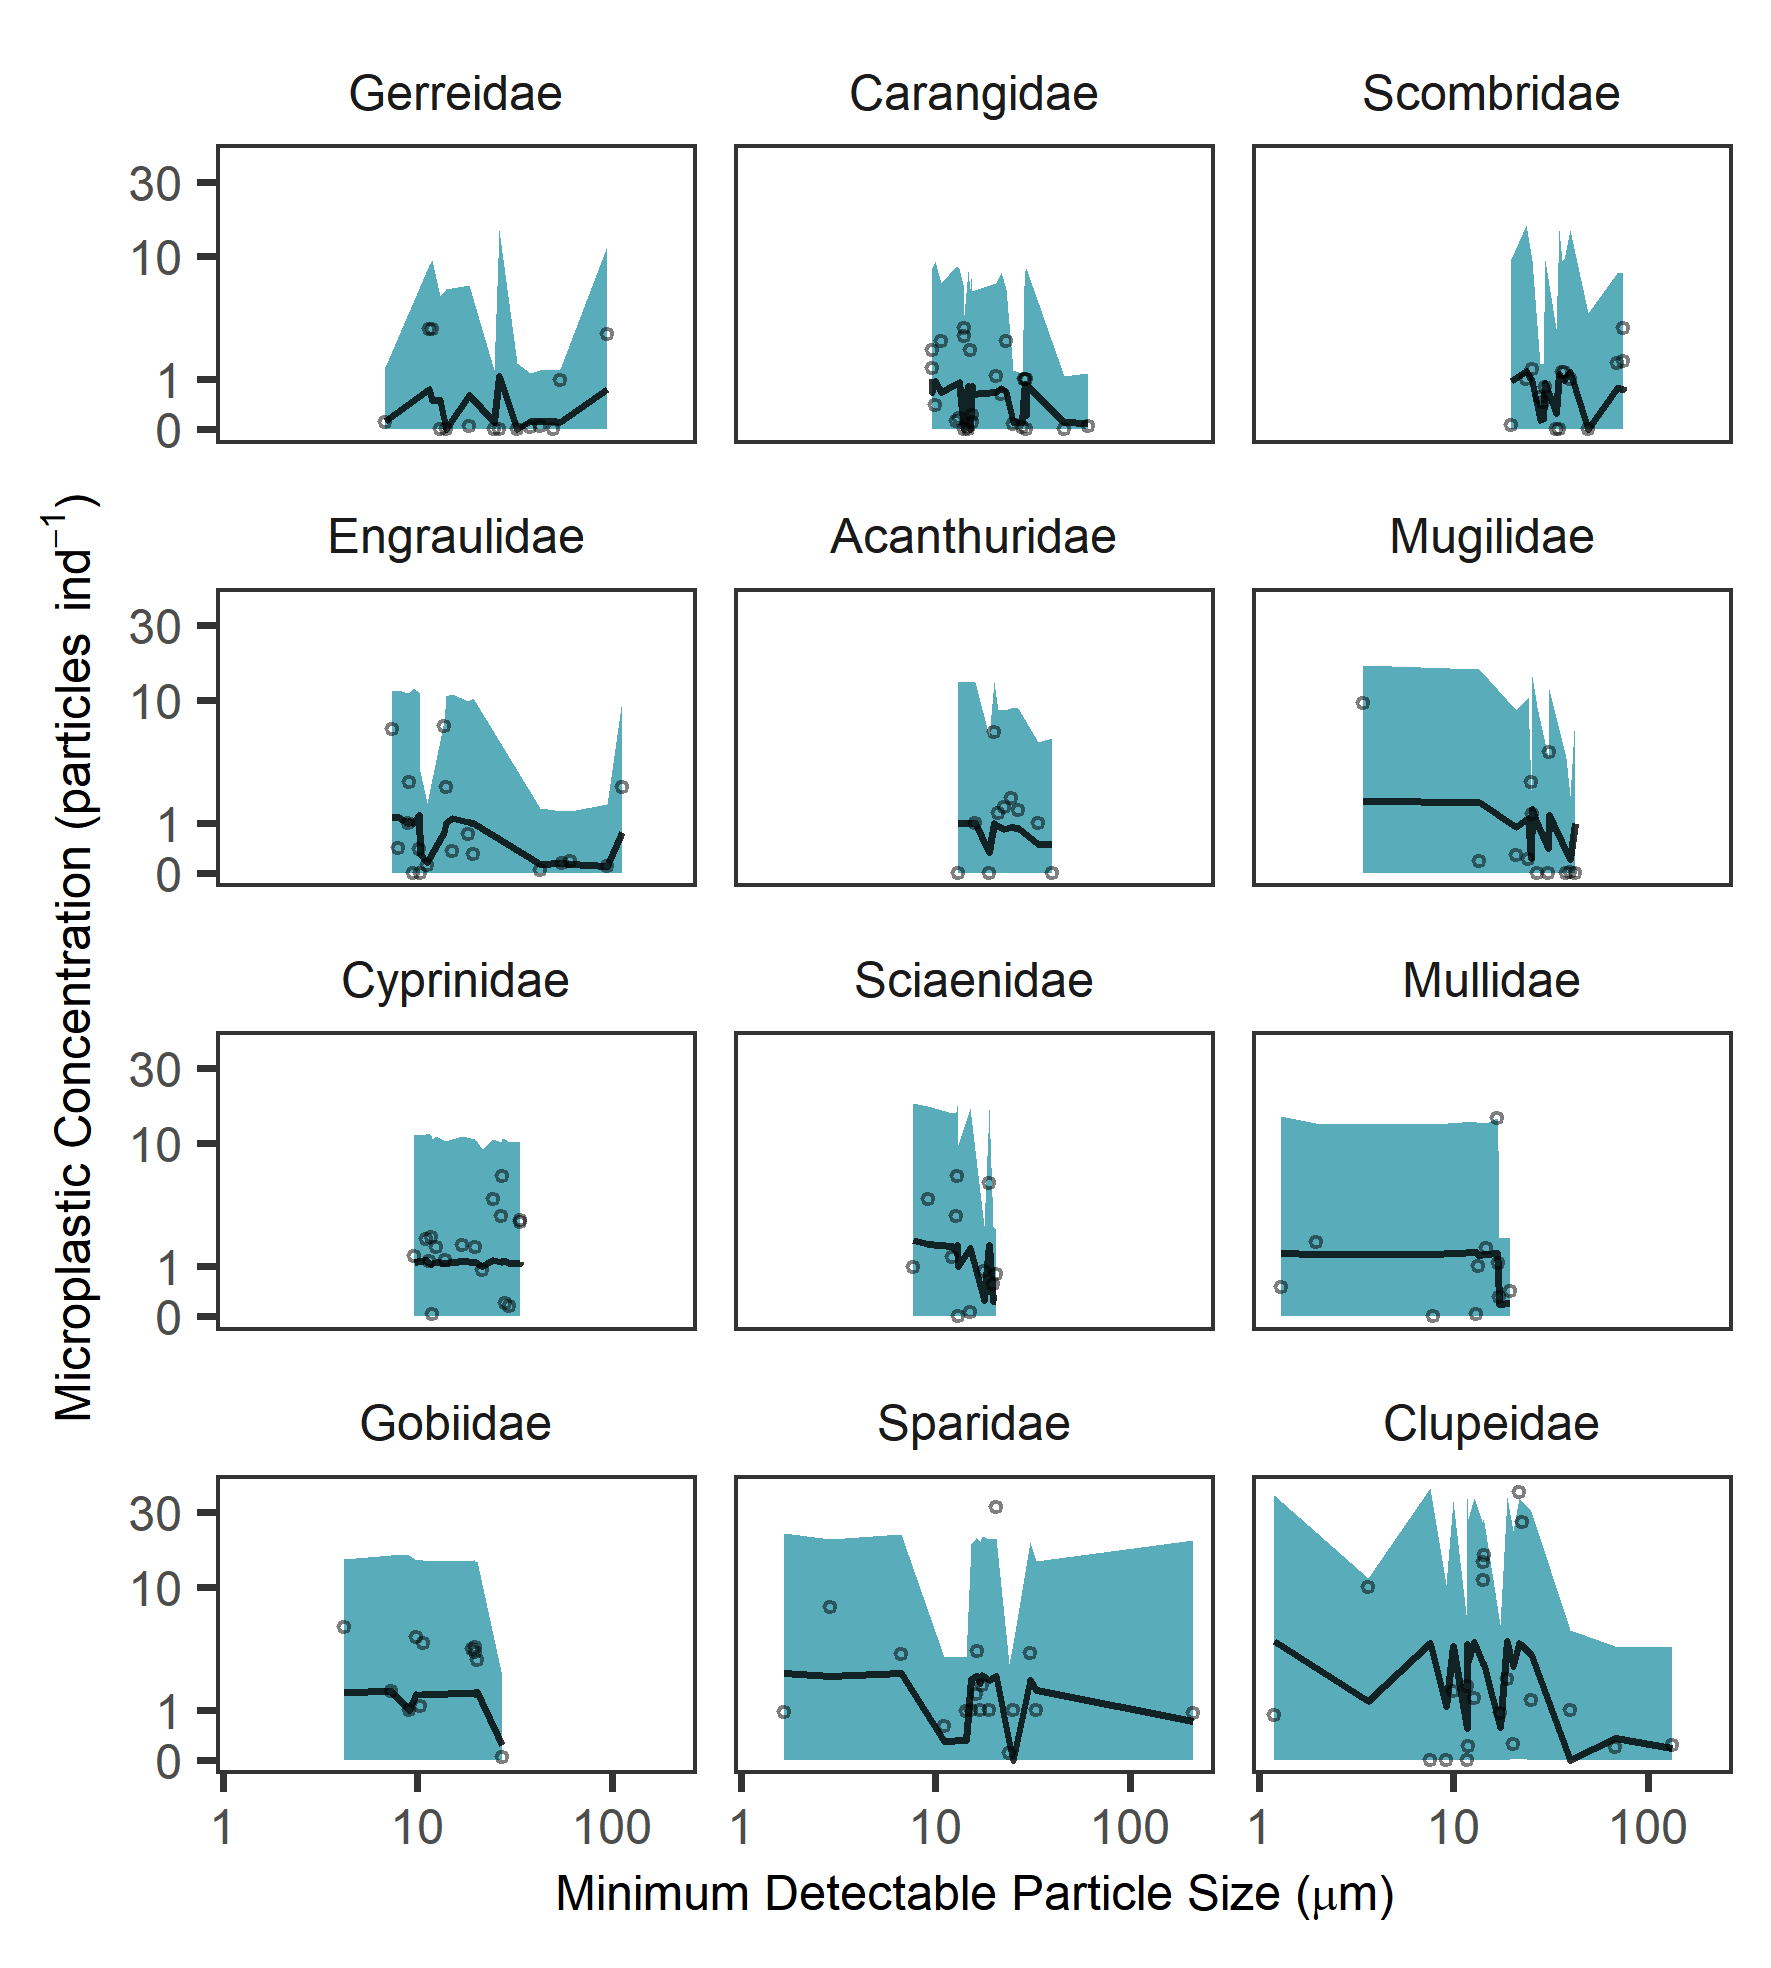 Gerreidae Carangidae Scombridae
30
10
1
0
Engraulidae Acanthuridae Mugilidae
30
10
1
0
Cyprinidae Sciaenidae Mullidae
30
10
1
0
Gobiidae Sparidae Clupeidae
30
10
1
0
1 10 100 1 10 100 1 10 100
Minimum Detectable Particle Size (μm)
Microplastic Concentration (particles ind⁻¹)